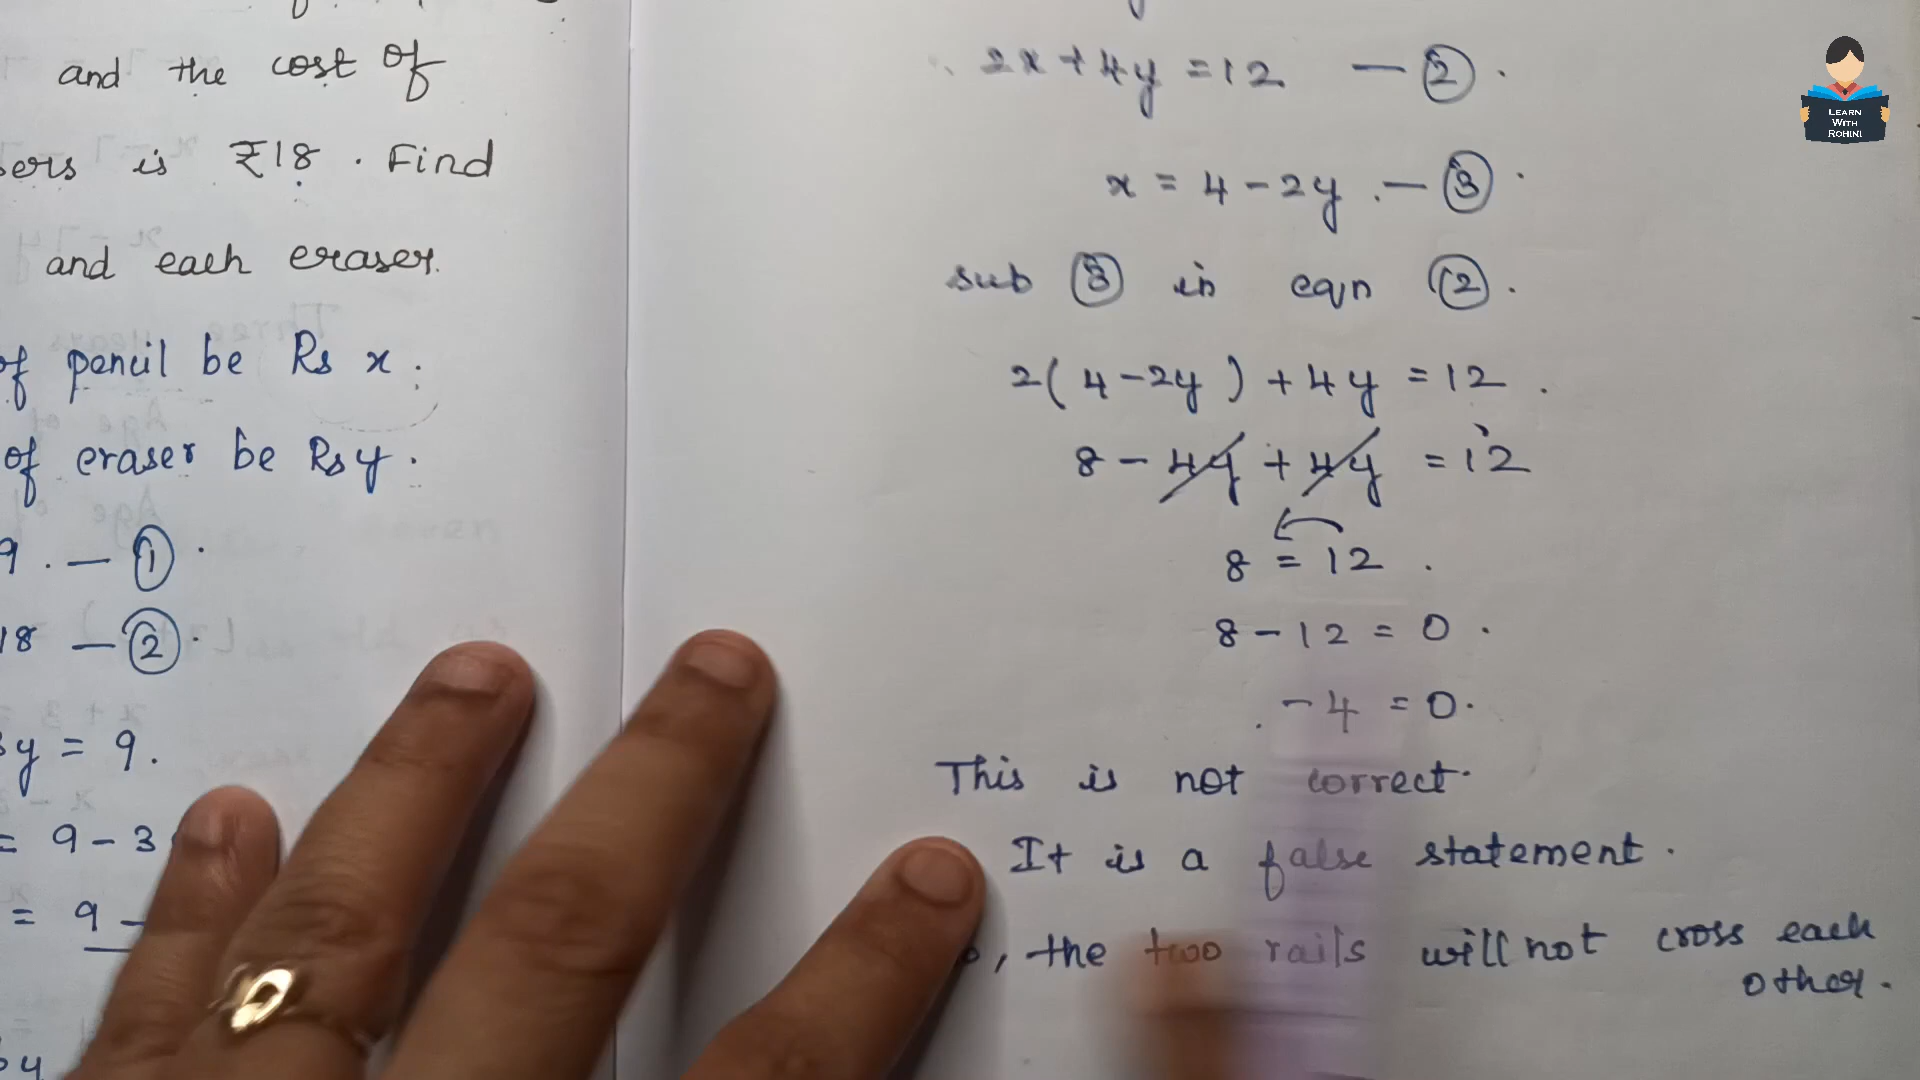 and the cost of
is ₹18 . Find
and each eraser.
of pencil be Rs x .
of eraser be Rs y .
9 . — ①
18 — ②
y = 9 .
= 9 - 3
= 9 -
2x + 4y = 12 — ② .
x = 4 - 2y . — ③
sub ③ in eqn ② .
2 ( 4 - 2y ) + 4y = 12 .
8 - 4y + 4y = 12
8 = 12 .
8 - 12 = 0 .
- 4 = 0 .
This is not correct .
It is a false statement .
, the two rails will not cross each
other .
LEARN
WITH
ROHINI